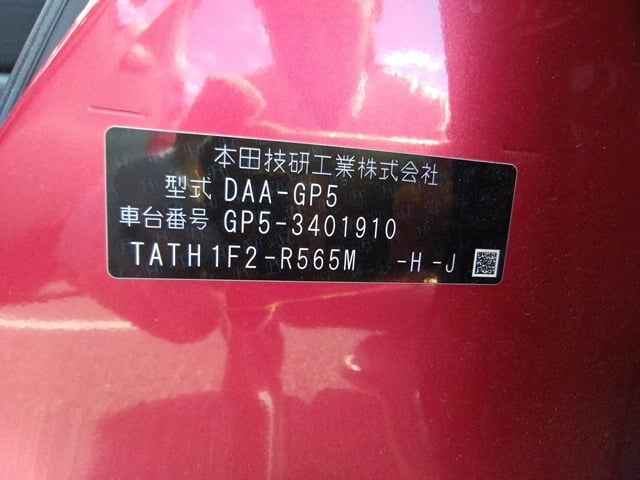 本田技研工業株式会社
型式 DAA-GP5
車台番号 GP5-3401910
TATH1F2-R565M -H-J